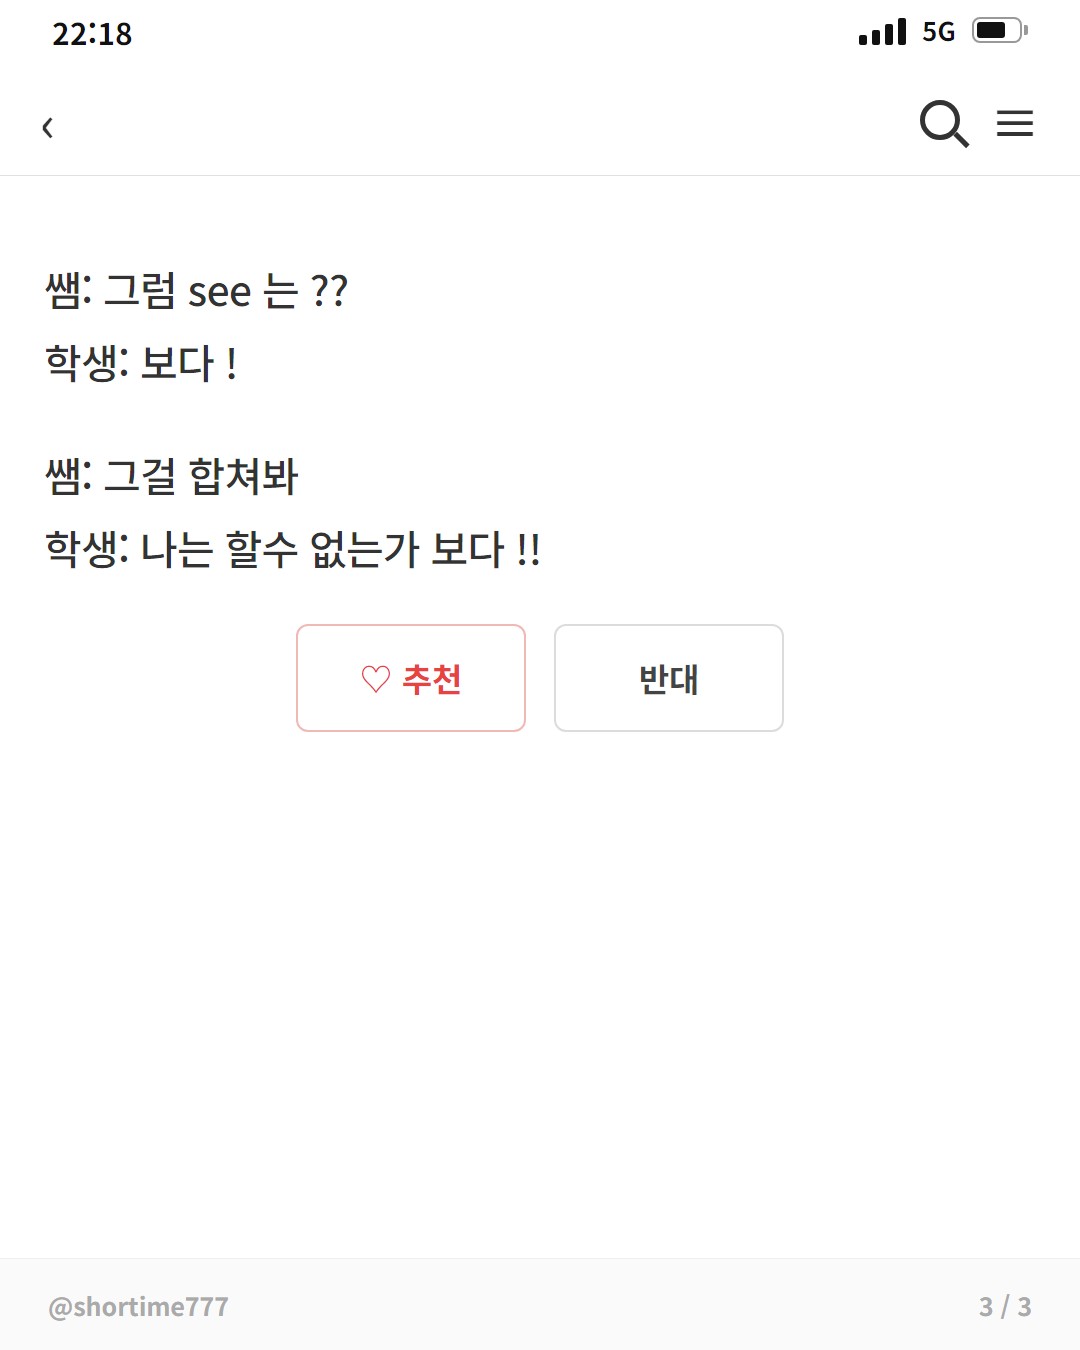 22:18
5G
쌤: 그럼 see 는 ??
학생: 보다 !
쌤: 그걸 합쳐봐
학생: 나는 할수 없는가 보다 !!
♡ 추천
반대
@shortime777
3 / 3